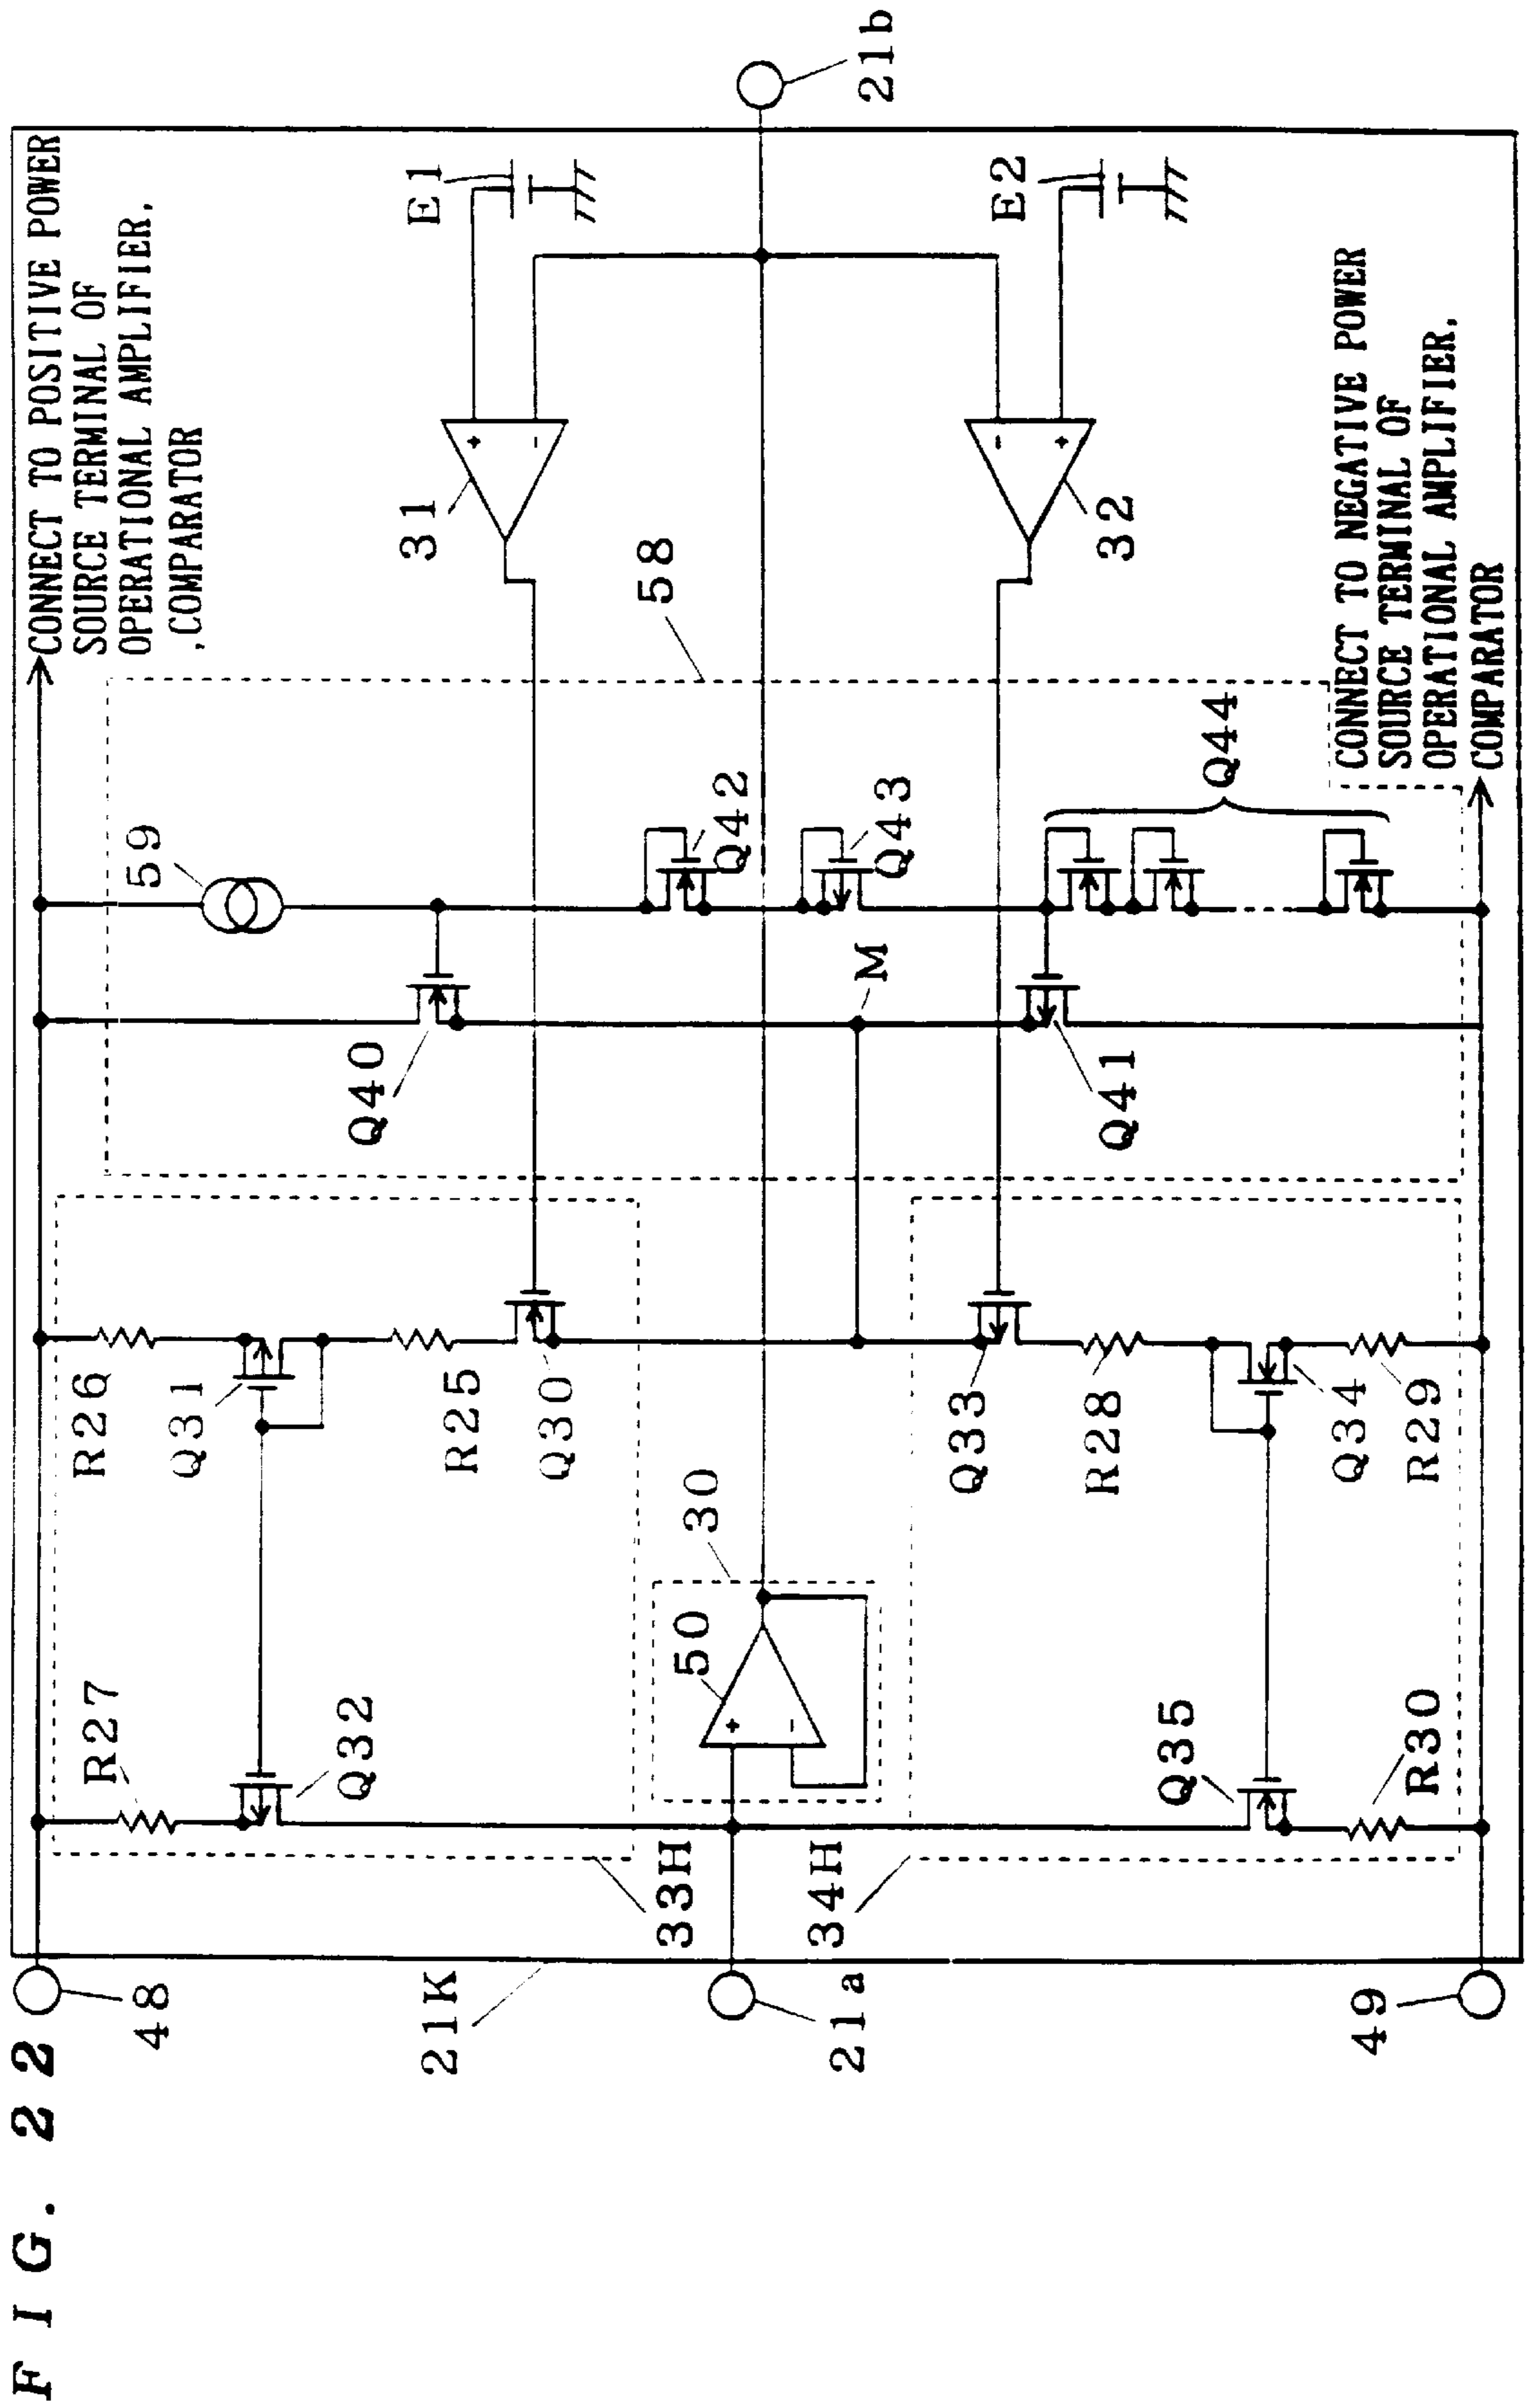 FIG. 22
48
CONNECT TO POSITIVE POWER
SOURCE TERMINAL OF
OPERATIONAL AMPLIFIER,
,COMPARATOR
R27
R26
59
Q31
Q32
Q40
E1
31
R25
Q30
21K
33H
58
30
50
+
-
Q42
+
-
21a
21b
34H
M
Q43
Q33
R28
Q41
E2
-
+
32
Q35
Q34
Q44
R30
R29
49
CONNECT TO NEGATIVE POWER
SOURCE TERMINAL OF
OPERATIONAL AMPLIFIER,
COMPARATOR